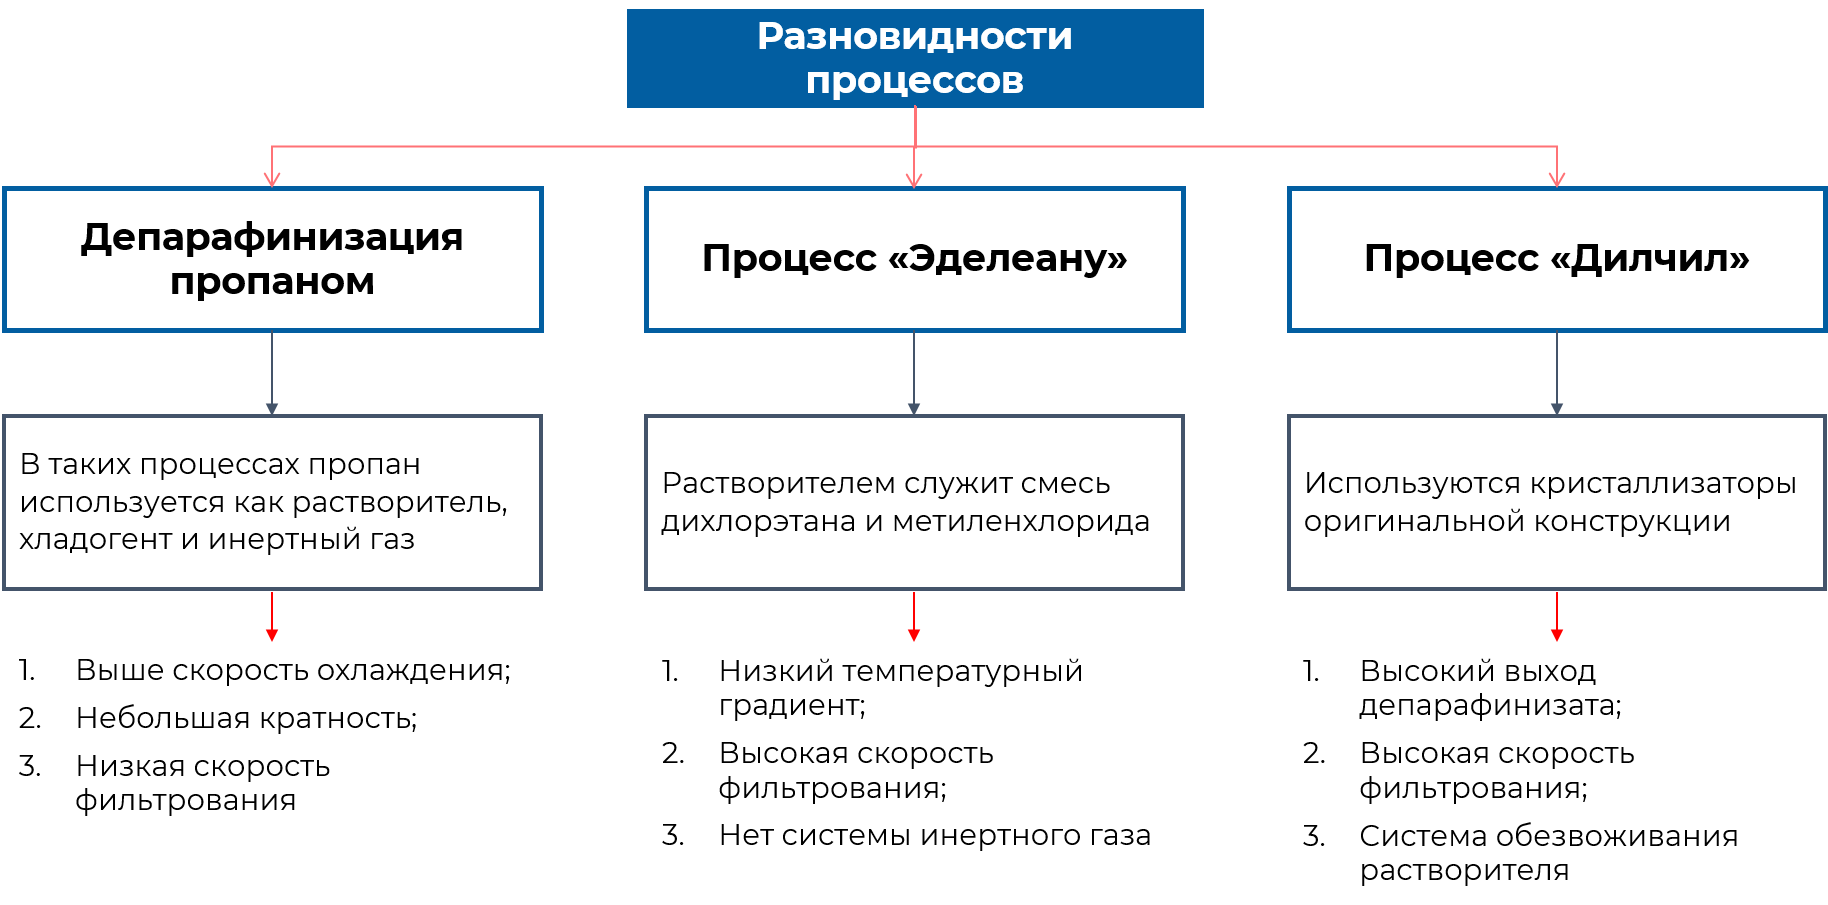 Разновидности
процессов
Депарафинизация
пропаном
Процесс «Эделеану»
Процесс «Дилчил»
В таких процессах пропан
используется как растворитель,
хладогент и инертный газ
Растворителем служит смесь
дихлорэтана и метиленхлорида
Используются кристаллизаторы
оригинальной конструкции
1. Выше скорость охлаждения;
2. Небольшая кратность;
3. Низкая скорость
фильтрования
1. Низкий температурный
градиент;
2. Высокая скорость
фильтрования;
3. Нет системы инертного газа
1. Высокий выход
депарафинизата;
2. Высокая скорость
фильтрования;
3. Система обезвоживания
растворителя